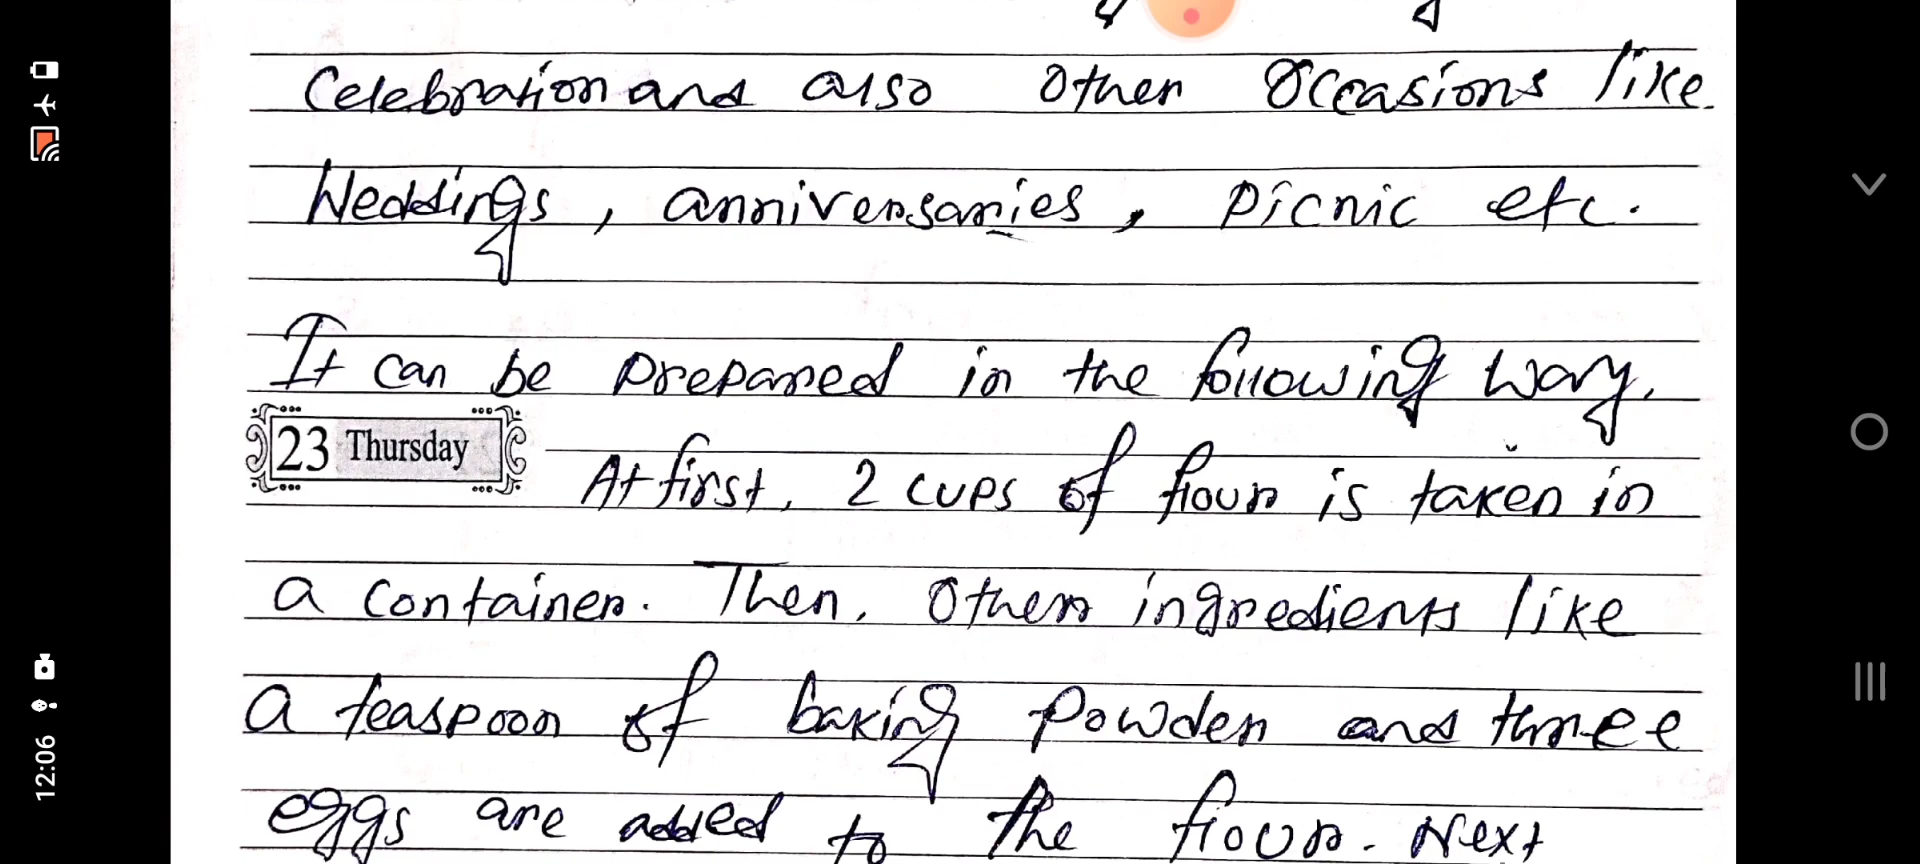 Celebration and also Other Occasions like
Weddings, anniversaries, Picnic etc.
It can be prepared in the following way.
23 Thursday
At first, 2 cups of flour is taken in
a container. Then, Other ingredients like
a teaspoon of baking Powder and three
eggs are added to the flour. Next
12:06